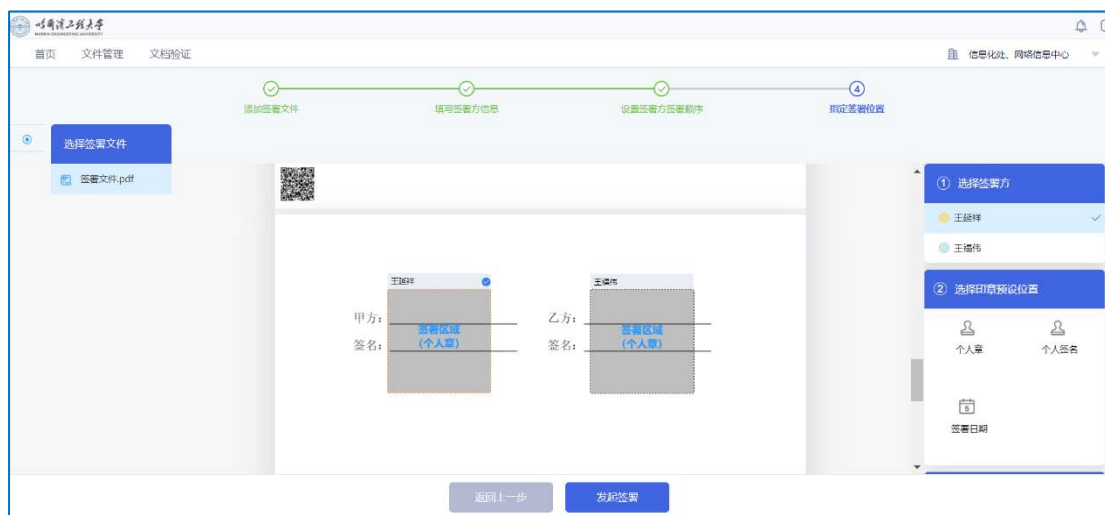 哈尔滨工程大学
HARBIN ENGINEERING UNIVERSITY
首页 文件管理 文档验证
信息化处、网络信息中心
添加签署文件 填写签署方信息 设置签署方签署顺序 4 指定签署位置
选择签署文件
签署文件.pdf
① 选择签署方
王延祥
王福伟
② 选择印章预设位置
个人章 个人签名
签署日期
王延祥
甲方:
签名:
签署区域
(个人章)
王福伟
乙方:
签名:
签署区域
(个人章)
返回上一步 发起签署